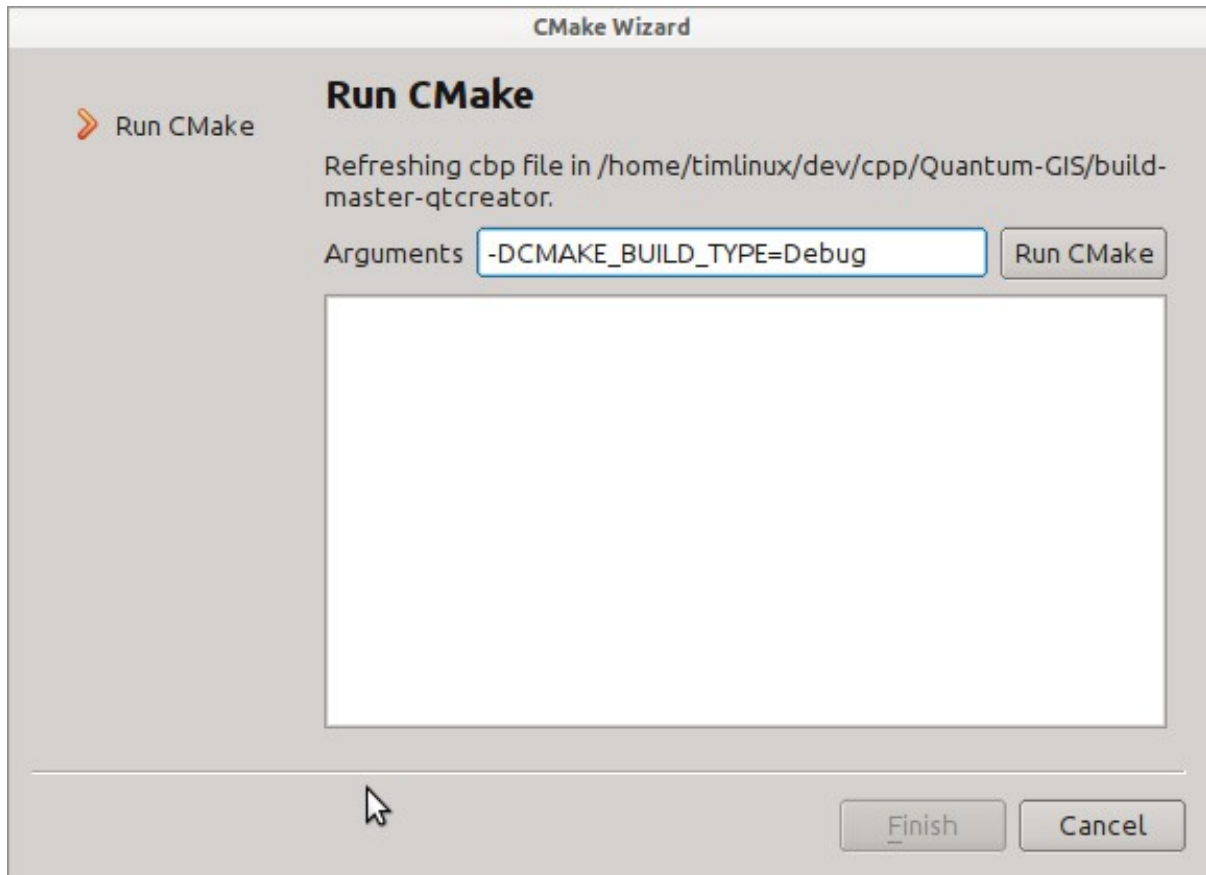 CMake Wizard
Run CMake
Run CMake
Refreshing cbp file in /home/timlinux/dev/cpp/Quantum-GIS/build-
master-qtcreator.
Arguments -DCMAKE_BUILD_TYPE=Debug Run CMake
Finish Cancel